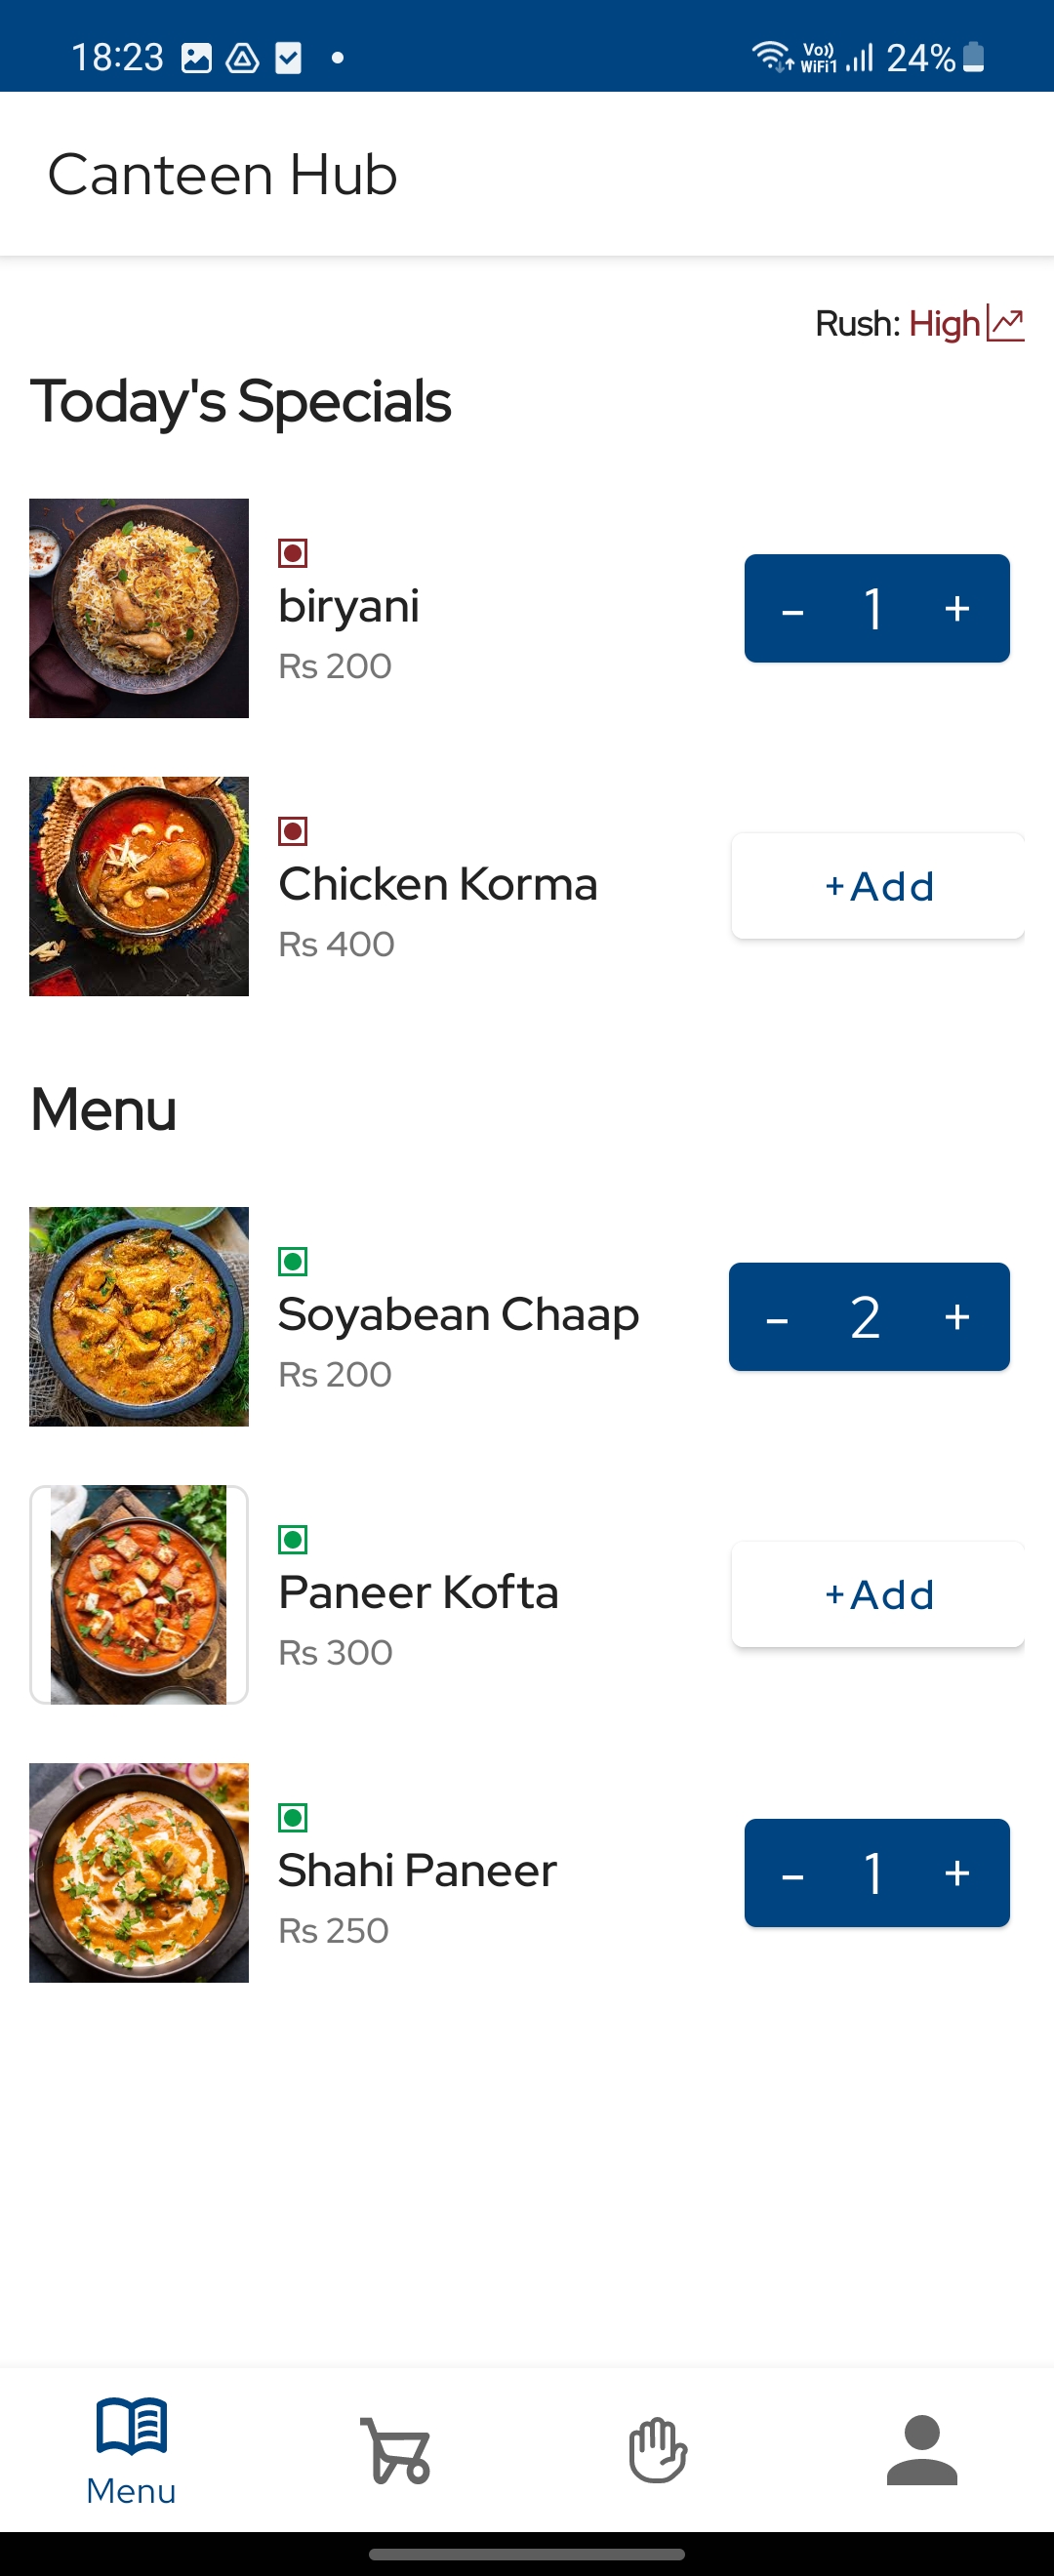 18:23
Vo)) WiFi1 24%
Canteen Hub
Rush: High
Today's Specials
biryani
Rs 200
- 1 +
Chicken Korma
Rs 400
+Add
Menu
Soyabean Chaap
Rs 200
- 2 +
Paneer Kofta
Rs 300
+Add
Shahi Paneer
Rs 250
- 1 +
Menu